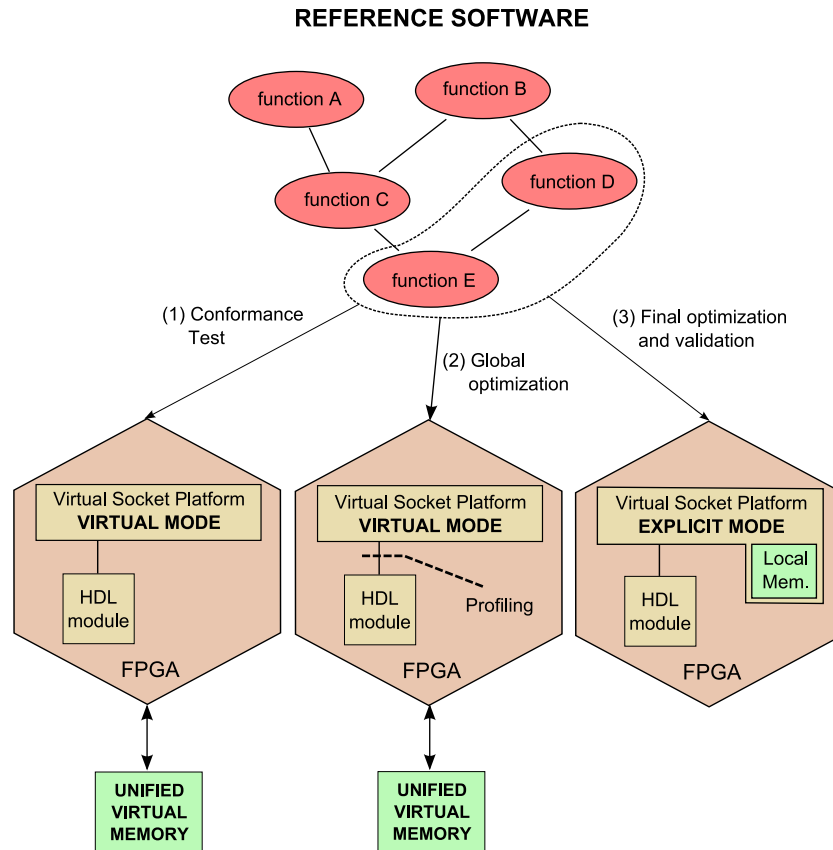 REFERENCE SOFTWARE
function A
function B
function C
function D
function E
(1) Conformance
Test
(2) Global
optimization
(3) Final optimization
and validation
Virtual Socket Platform
VIRTUAL MODE
HDL
module
FPGA
UNIFIED
VIRTUAL
MEMORY
Virtual Socket Platform
VIRTUAL MODE
HDL
module
Profiling
FPGA
UNIFIED
VIRTUAL
MEMORY
Virtual Socket Platform
EXPLICIT MODE
Local
Mem.
HDL
module
FPGA